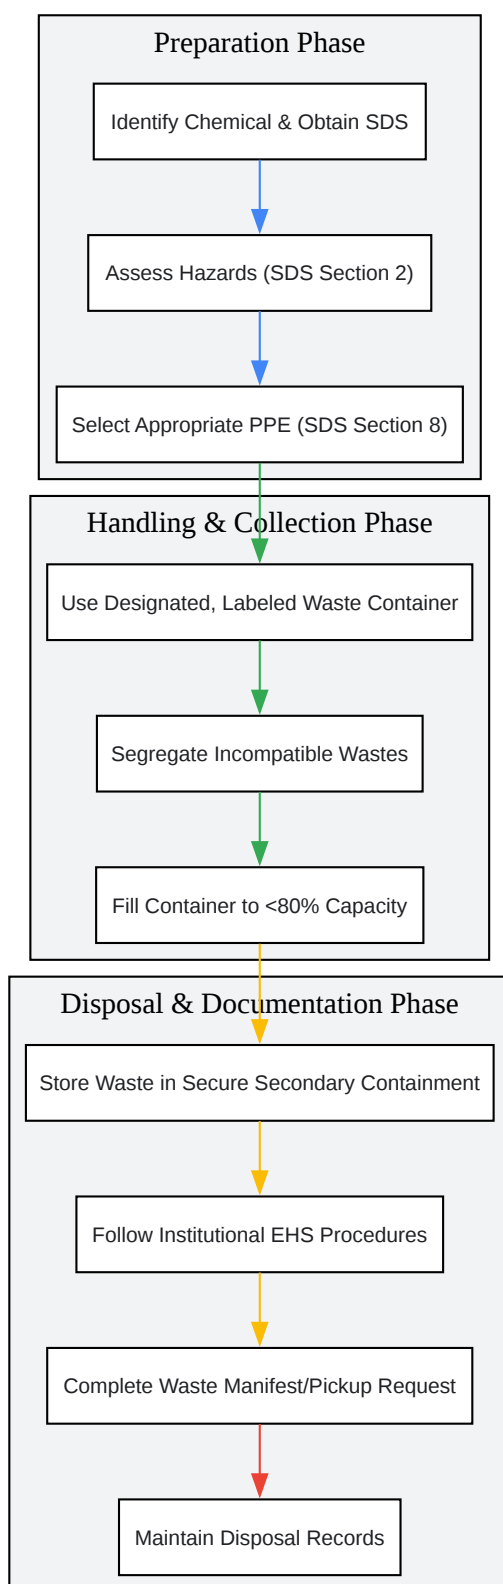 Preparation Phase
Identify Chemical & Obtain SDS
Assess Hazards (SDS Section 2)
Select Appropriate PPE (SDS Section 8)
Handling & Collection Phase
Use Designated, Labeled Waste Container
Segregate Incompatible Wastes
Fill Container to <80% Capacity
Disposal & Documentation Phase
Store Waste in Secure Secondary Containment
Follow Institutional EHS Procedures
Complete Waste Manifest/Pickup Request
Maintain Disposal Records